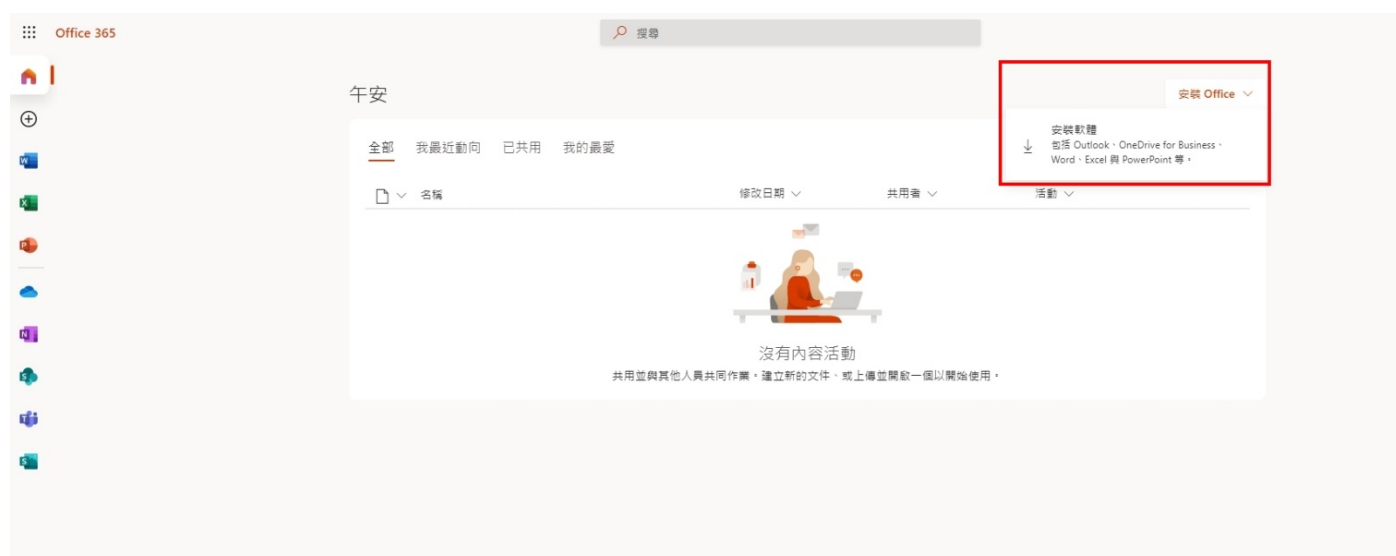 Office 365
搜尋
午安
安裝 Office
全部 我最近動向 已共用 我的最愛
安裝軟體
包括 Outlook、OneDrive for Business、
Word、Excel 與 PowerPoint 等。
名稱 修改日期 共用者 活動
沒有內容活動
共用並與其他人員共同作業。建立新的文件、或上傳並開啟一個以開始使用。